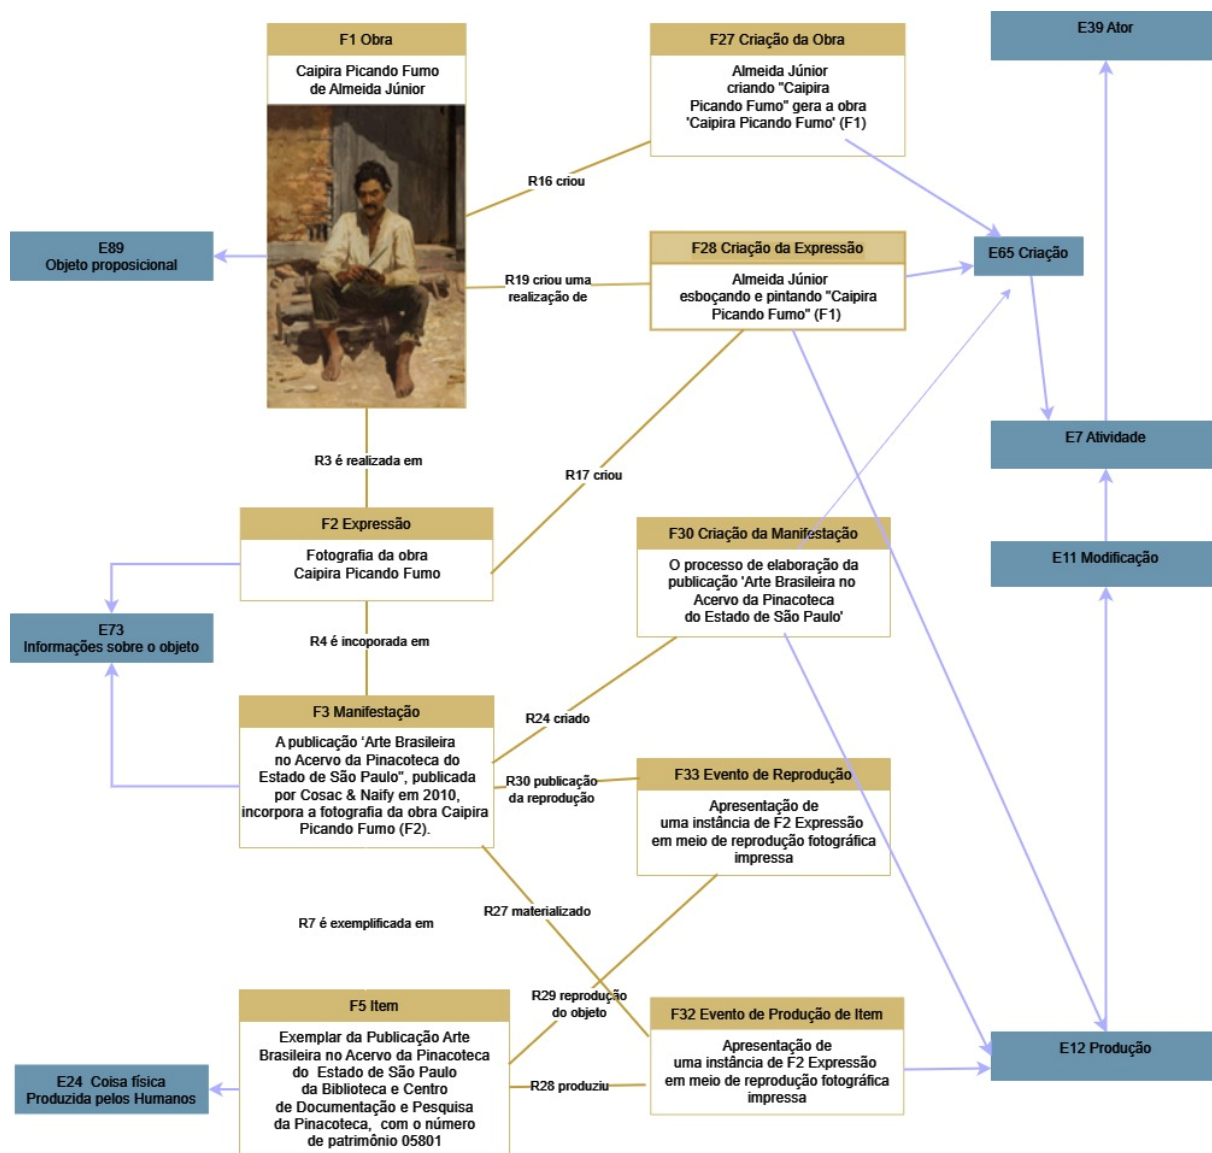 F1 Obra
Caipira Picando Fumo
de Almeida Júnior
F27 Criação da Obra
Almeida Júnior
criando "Caipira
Picando Fumo" gera a obra
'Caipira Picando Fumo' (F1)
E39 Ator
R16 criou
E89
Objeto proposicional
R19 criou uma
realização de
F28 Criação da Expressão
Almeida Júnior
esboçando e pintando "Caipira
Picando Fumo" (F1)
E65 Criação
R3 é realizada em
R17 criou
E7 Atividade
F2 Expressão
Fotografia da obra
Caipira Picando Fumo
F30 Criação da Manifestação
O processo de elaboração da
publicação 'Arte Brasileira no
Acervo da Pinacoteca
do Estado de São Paulo'
E11 Modificação
E73
Informações sobre o objeto
R4 é incoporada em
F3 Manifestação
A publicação ‘Arte Brasileira
no Acervo da Pinacoteca do
Estado de São Paulo", publicada
por Cosac & Naify em 2010,
incorpora a fotografia da obra Caipira
Picando Fumo (F2).
R24 criado
R30 publicação
da reprodução
F33 Evento de Reprodução
Apresentação de
uma instância de F2 Expressão
em meio de reprodução fotográfica
impressa
R7 é exemplificada em
R27 materializado
R29 reprodução
do objeto
F5 Item
Exemplar da Publicação Arte
Brasileira no Acervo da Pinacoteca
do Estado de São Paulo
da Biblioteca e Centro
de Documentação e Pesquisa
da Pinacoteca, com o número
de patrimônio 05801
R28 produziu
F32 Evento de Produção de Item
Apresentação de
uma instância de F2 Expressão
em meio de reprodução fotográfica
impressa
E12 Produção
E24 Coisa física
Produzida pelos Humanos